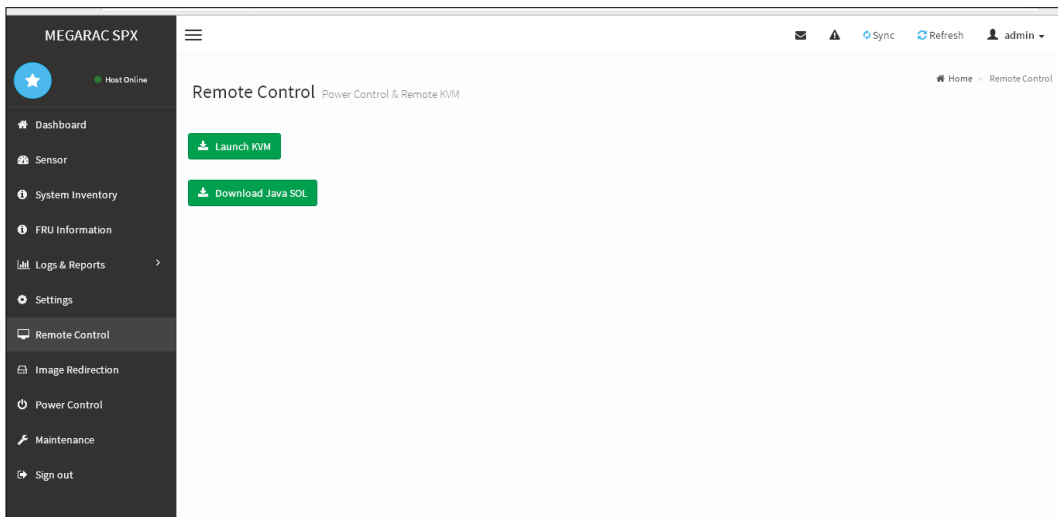 MEGARAC SPX
Sync Refresh admin
Host Online
Home > Remote Control
Remote Control Power Control & Remote KVM
Dashboard
Launch KVM
Sensor
System Inventory
Download Java SOL
FRU Information
Logs & Reports >
Settings
Remote Control
Image Redirection
Power Control
Maintenance
Sign out